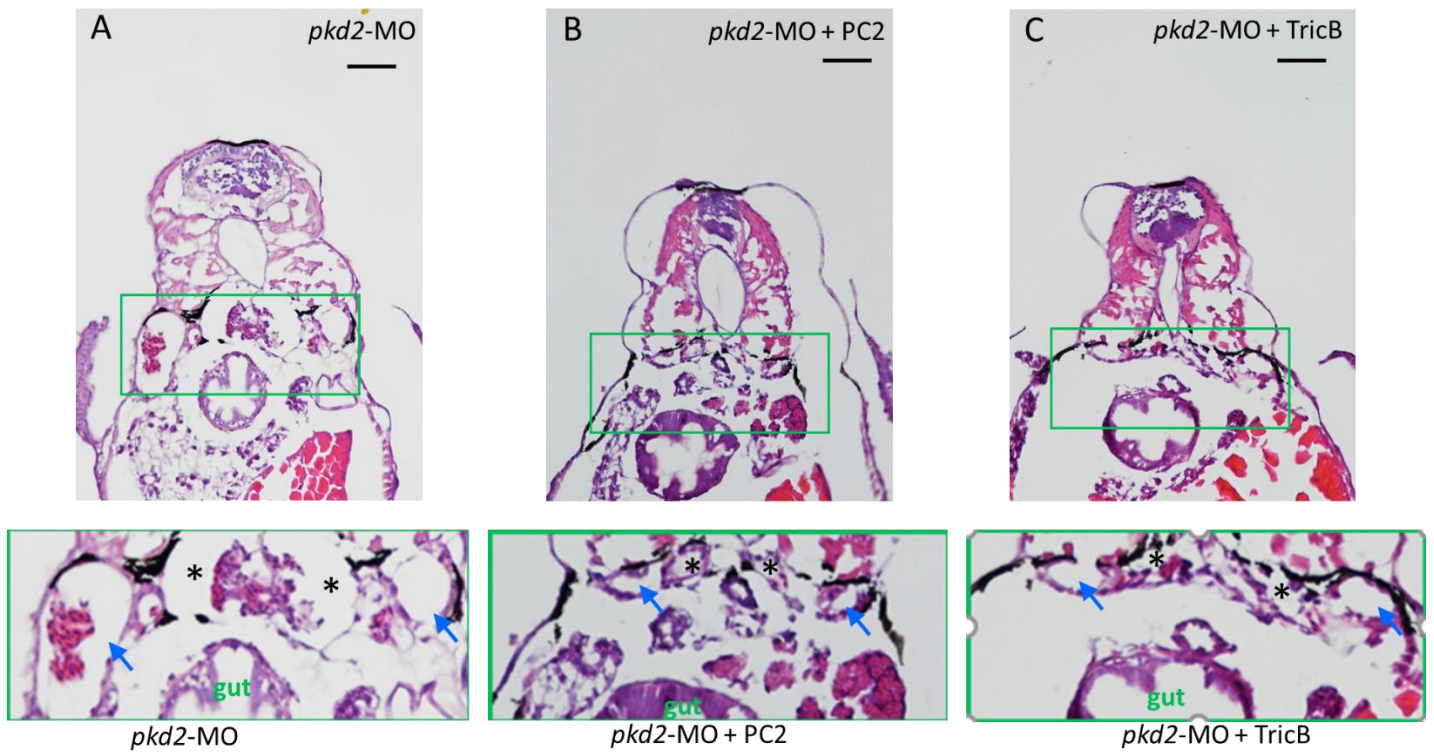 A
pkd2-MO
B
pkd2-MO + PC2
C
pkd2-MO + TricB
*
*
gut
*
*
gut
*
*
gut
pkd2-MO
pkd2-MO + PC2
pkd2-MO + TricB